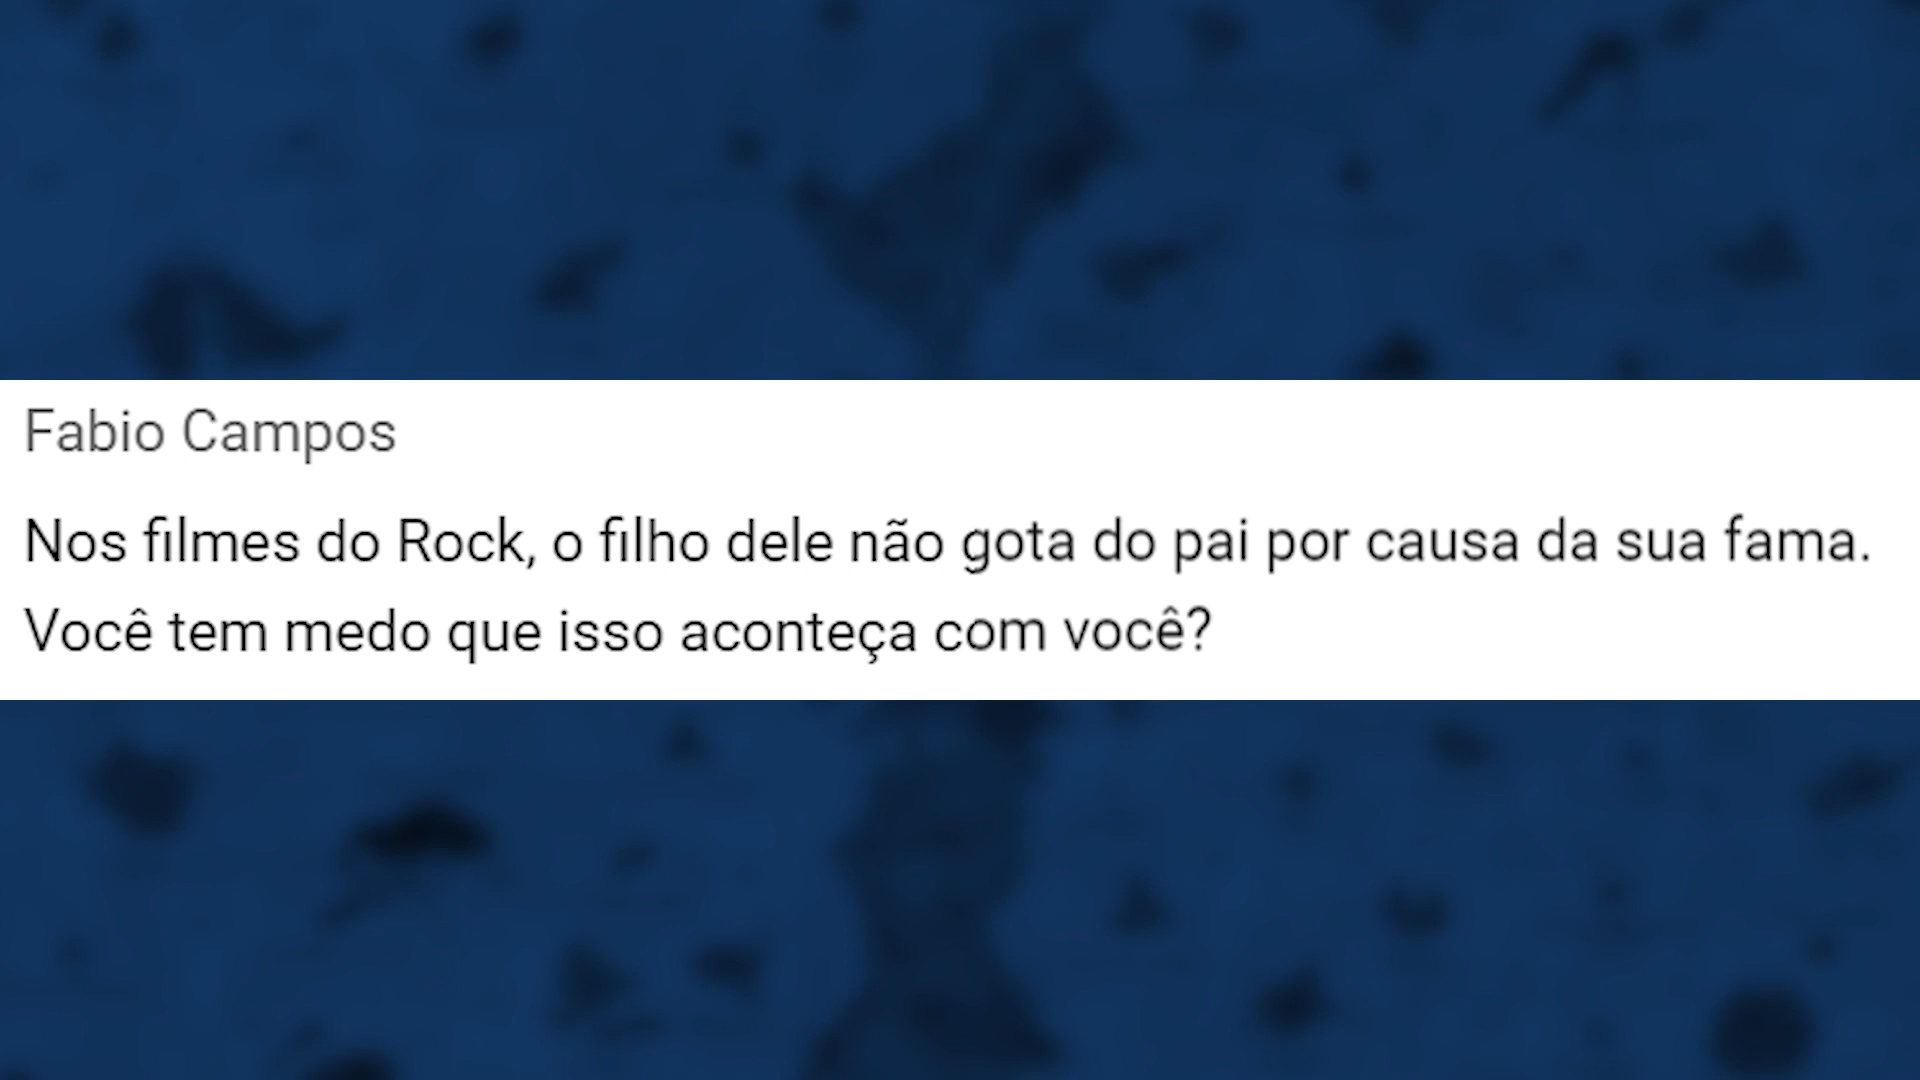 Fabio Campos
Nos filmes do Rock, o filho dele não gota do pai por causa da sua fama.
Você tem medo que isso aconteça com você?